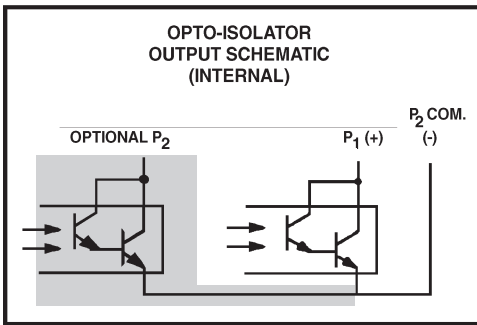 OPTO-ISOLATOR
OUTPUT SCHEMATIC
(INTERNAL)
P2 COM.
OPTIONAL P2
P1 (+)
(-)